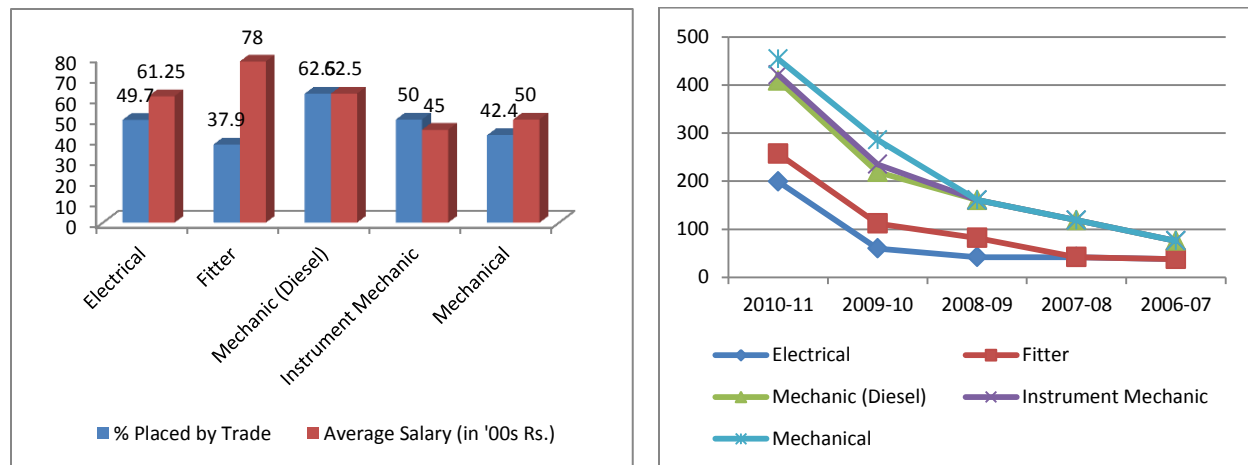 80
70
60
50
40
30
20
10
0
49.7
61.25
37.9
78
62.5
62.5
50
45
42.4
50
Electrical
Fitter
Mechanic (Diesel)
Instrument Mechanic
Mechanical
% Placed by Trade
Average Salary (in '00s Rs.)
500
400
300
200
100
0
2010-11 2009-10 2008-09 2007-08 2006-07
Electrical Fitter
Mechanic (Diesel) Instrument Mechanic
Mechanical